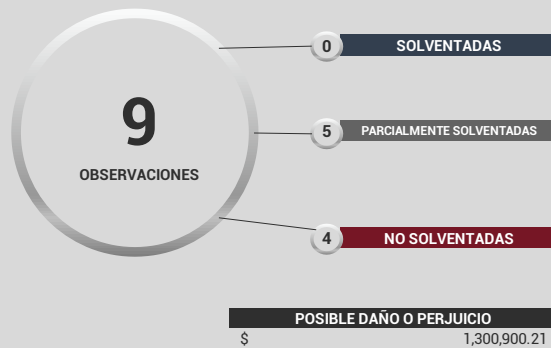 9
OBSERVACIONES
0 SOLVENTADAS
5 PARCIALMENTE SOLVENTADAS
4 NO SOLVENTADAS
POSIBLE DAÑO O PERJUICIO
$ 1,300,900.21